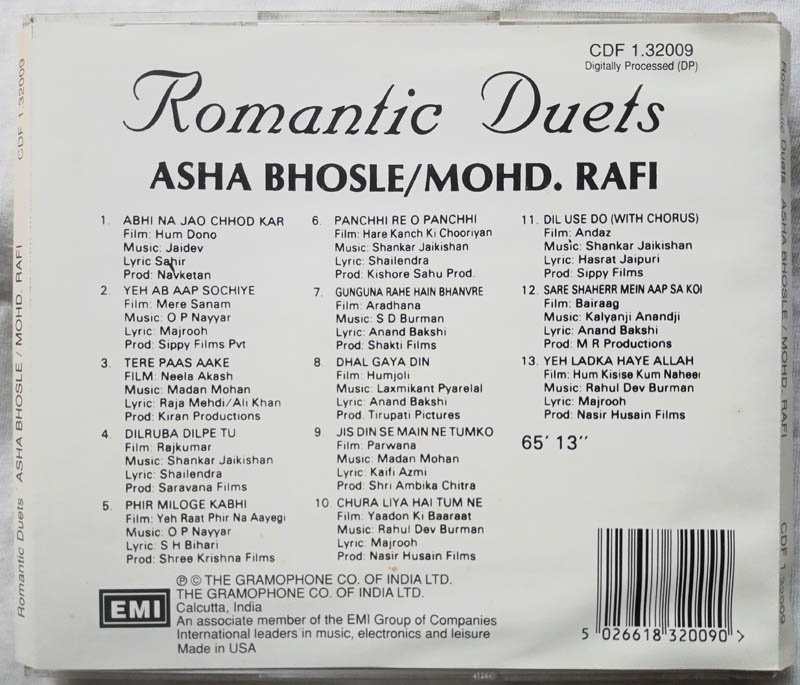 CDF 1.32009
Digitally Processed (DP)
Romantic Duets
ASHA BHOSLE/MOHD. RAFI
1. ABHI NA JAO CHHOD KAR
Film: Hum Dono
Music: Jaidev
Lyric Sahir
Prod: Navketan
2. YEH AB AAP SOCHIYE
Film: Mere Sanam
Music: O P Nayyar
Lyric: Majrooh
Prod: Sippy Films Pvt
3. TERE PAAS AAKE
FILM: Neela Akash
Music: Madan Mohan
Lyric: Raja Mehdi/Ali Khan
Prod: Kiran Productions
4. DILRUBA DILPE TU
Film: Rajkumar
Music: Shankar Jaikishan
Lyric: Shailendra
Prod: Saravana Films
5. PHIR MILOGE KABHI
Film: Yeh Raat Phir Na Aayegi
Music: O P Nayyar
Lyric: S H Bihari
Prod: Shree Krishna Films
6. PANCHHI RE O PANCHHI
Film: Hare Kanch Ki Chooriyan
Music: Shankar Jaikishan
Lyric: Shailendra
Prod: Kishore Sahu Prod.
7. GUNGUNA RAHE HAIN BHANVRE
Film: Aradhana
Music: S D Burman
Lyric: Anand Bakshi
Prod: Shakti Films
8. DHAL GAYA DIN
Film: Humjoli
Music: Laxmikant Pyarelal
Lyric: Anand Bakshi
Prod: Tirupati Pictures
9. JIS DIN SE MAIN NE TUMKO
Film: Parwana
Music: Madan Mohan
Lyric: Kaifi Azmi
Prod: Shri Ambika Chitra
10. CHURA LIYA HAI TUM NE
Film: Yaadon Ki Baaraat
Music: Rahul Dev Burman
Lyric: Majrooh
Prod: Nasir Husain Films
11. DIL USE DO (WITH CHORUS)
Film: Andaz
Music: Shankar Jaikishan
Lyric: Hasrat Jaipuri
Prod: Sippy Films
12. SARE SHAHERR MEIN AAP SA KOI
Film: Bairaag
Music: Kalyanji Anandji
Lyric: Anand Bakshi
Prod: M R Productions
13. YEH LADKA HAYE ALLAH
Film: Hum Kisise Kum Naheen
Music: Rahul Dev Burman
Lyric: Majrooh
Prod: Nasir Husain Films
65' 13"
EMI
℗ © THE GRAMOPHONE CO. OF INDIA LTD.
THE GRAMOPHONE CO. OF INDIA LTD.
Calcutta, India
An associate member of the EMI Group of Companies
International leaders in music, electronics and leisure
Made in USA
5 026618 320090 >
Romantic Duets ASHA BHOSLE / MOHD. RAFI CDF 1.32009
Romantic Duets ASHA BHOSLE / MOHD. RAFI CDF 1.32009